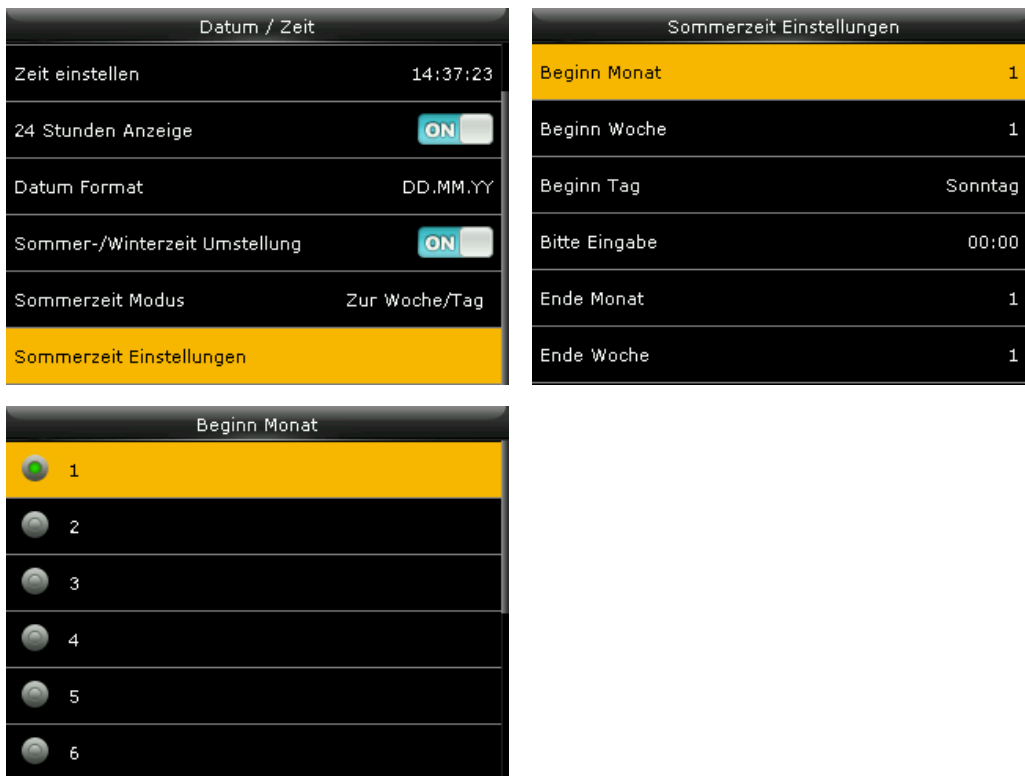 Datum / Zeit
Zeit einstellen 14:37:23
24 Stunden Anzeige ON
Datum Format DD.MM.YY
Sommer-/Winterzeit Umstellung ON
Sommerzeit Modus Zur Woche/Tag
Sommerzeit Einstellungen
Sommerzeit Einstellungen
Beginn Monat 1
Beginn Woche 1
Beginn Tag Sonntag
Bitte Eingabe 00:00
Ende Monat 1
Ende Woche 1
Beginn Monat
1
2
3
4
5
6